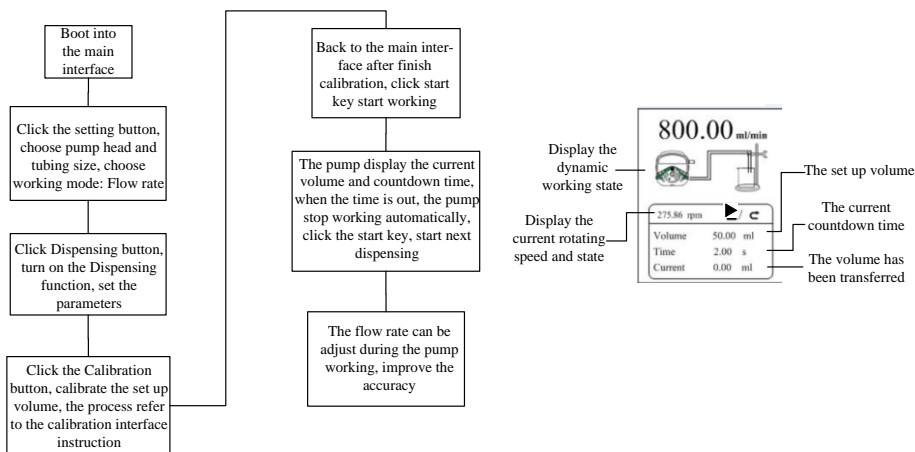 Boot into
the main
interface
Click the setting button,
choose pump head and
tubing size, choose
working mode: Flow rate
Click Dispensing button,
turn on the Dispensing
function, set the
parameters
Click the Calibration
button, calibrate the set up
volume, the process refer
to the calibration interface
instruction
Back to the main inter-
face after finish
calibration, click start
key start working
The pump display the current
volume and countdown time,
when the time is out, the pump
stop working automatically,
click the start key, start next
dispensing
The flow rate can be
adjust during the pump
working, improve the
accuracy
Display the
dynamic
working state
Display the
current rotating
speed and state
800.00 ml/min
275.86 rpm /
Volume 50.00 ml
Time 2.00 s
Current 0.00 ml
The set up volume
The current
countdown time
The volume has
been transferred